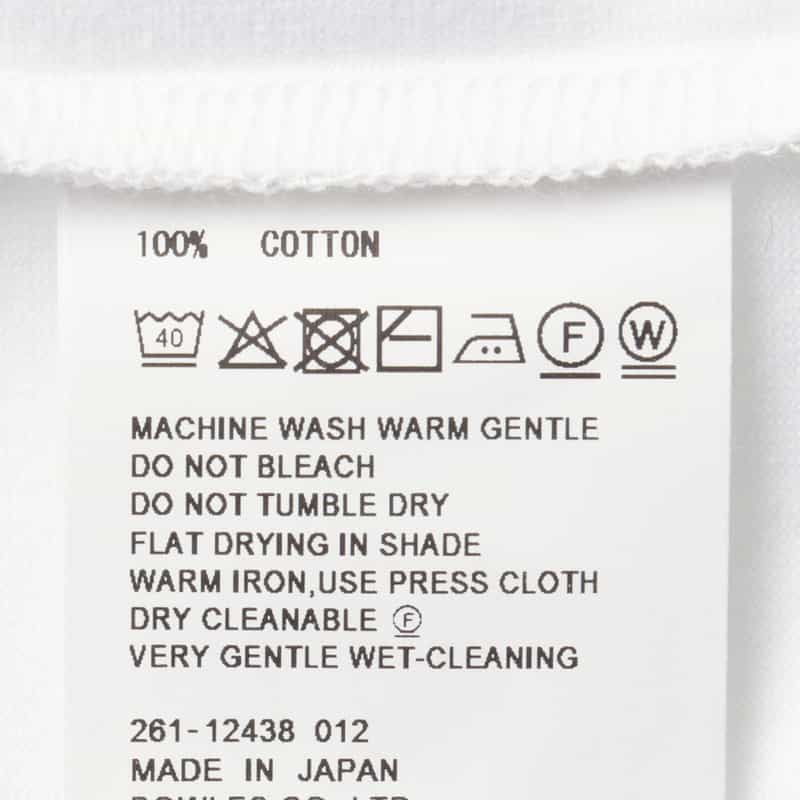 100% COTTON
40 F W
MACHINE WASH WARM GENTLE
DO NOT BLEACH
DO NOT TUMBLE DRY
FLAT DRYING IN SHADE
WARM IRON,USE PRESS CLOTH
DRY CLEANABLE Ⓕ
VERY GENTLE WET-CLEANING
261-12438 012
MADE IN JAPAN